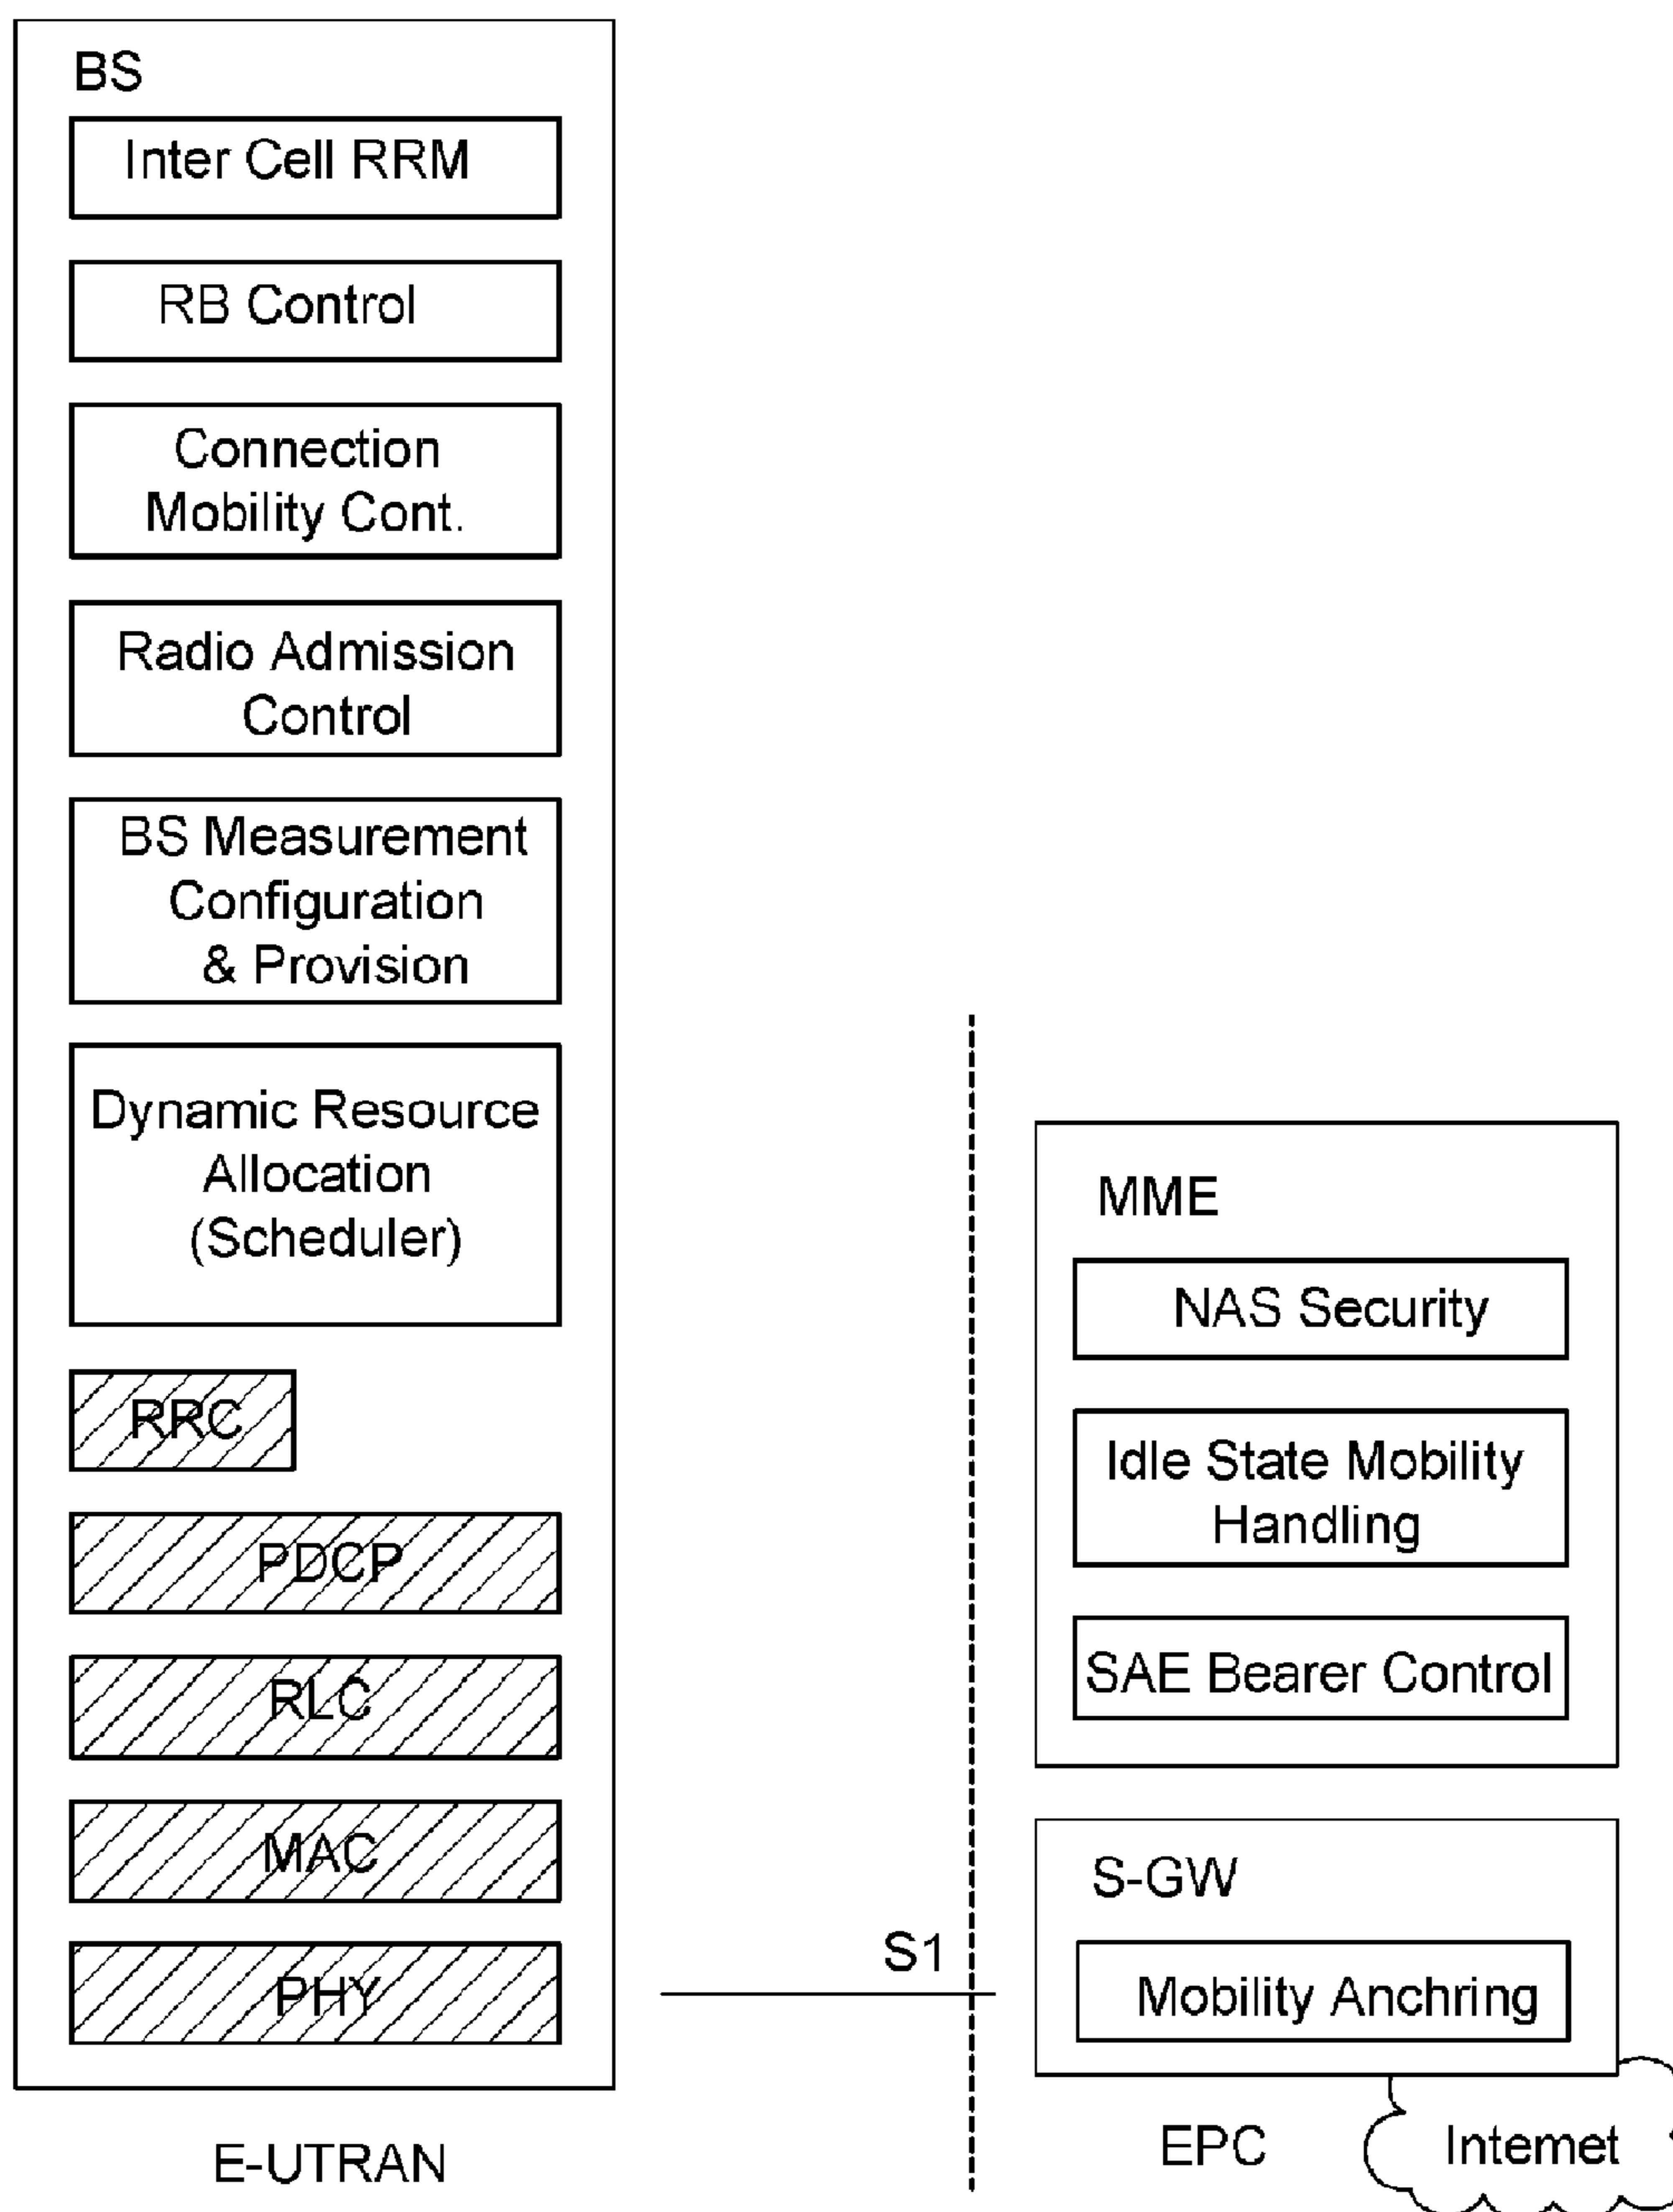 BS
Inter Cell RRM
RB Control
Connection
Mobility Cont.
Radio Admission
Control
BS Measurement
Configuration
& Provision
Dynamic Resource
Allocation
(Scheduler)
RRC
PDCP
RLC
MAC
PHY
E-UTRAN
S1
MME
NAS Security
Idle State Mobility
Handling
SAE Bearer Control
S-GW
Mobility Anchring
EPC
Internet